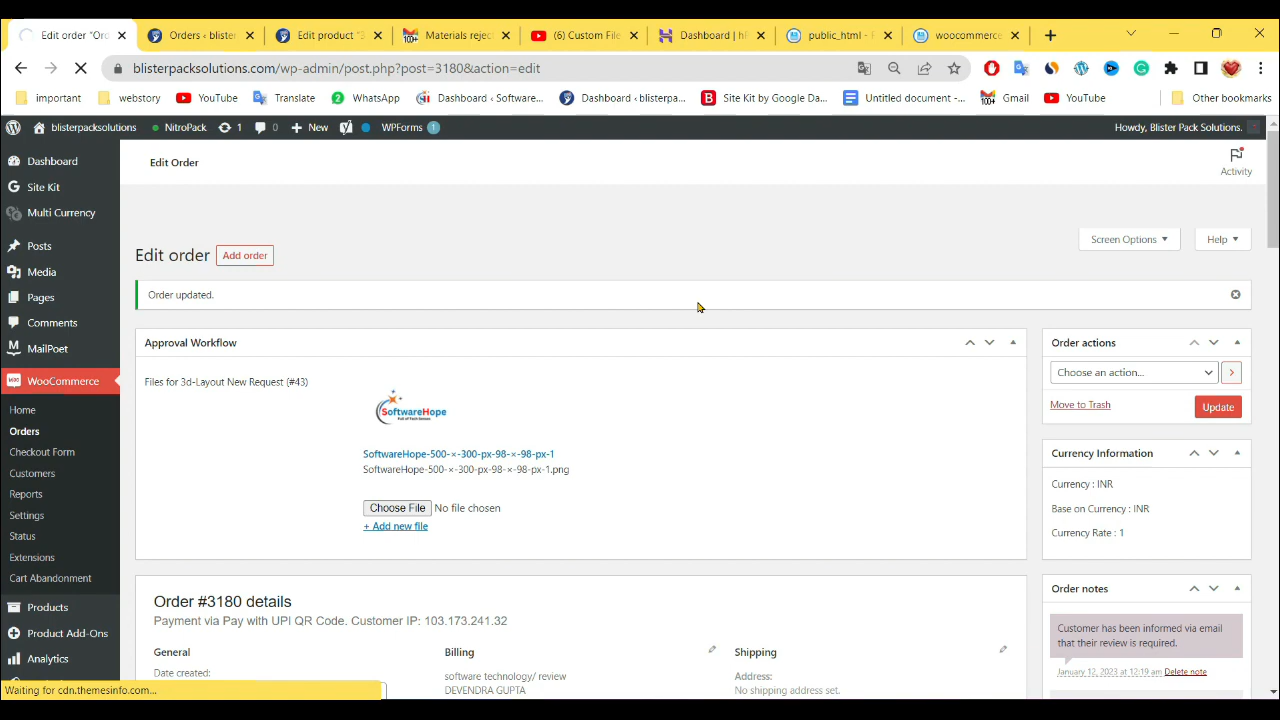 Edit order "Ord
Orders ‹ blister
Edit product "3
Materials reject
(6) Custom File
Dashboard | hP
public_html - F
woocommerce
blisterpacksolutions.com/wp-admin/post.php?post=3180&action=edit
important
webstory
YouTube
Translate
WhatsApp
Dashboard ‹ Software...
Dashboard ‹ blisterpa...
Site Kit by Google Da...
Untitled document -...
Gmail
YouTube
Other bookmarks
blisterpacksolutions
NitroPack
1
0
New
WPForms 1
Howdy, Blister Pack Solutions.
Dashboard
Site Kit
Multi Currency
Posts
Media
Pages
Comments
MailPoet
WooCommerce
Home
Orders
Checkout Form
Customers
Reports
Settings
Status
Extensions
Cart Abandonment
Products
Product Add-Ons
Analytics
Edit Order
Activity
Screen Options
Help
Edit order
Add order
Order updated.
Approval Workflow
Files for 3d-Layout New Request (#43)
SoftwareHope
SoftwareHope-500-×-300-px-98-×-98-px-1
SoftwareHope-500-×-300-px-98-×-98-px-1.png
Choose File No file chosen
+ Add new file
Order #3180 details
Payment via Pay with UPI QR Code. Customer IP: 103.173.241.32
General
Date created:
Billing
software technology/ review
DEVENDRA GUPTA
Shipping
Address:
No shipping address set.
Order actions
Choose an action...
Move to Trash
Update
Currency Information
Currency : INR
Base on Currency : INR
Currency Rate : 1
Order notes
Customer has been informed via email
that their review is required.
January 12, 2023 at 12:19 am Delete note
Waiting for cdn.themesinfo.com...